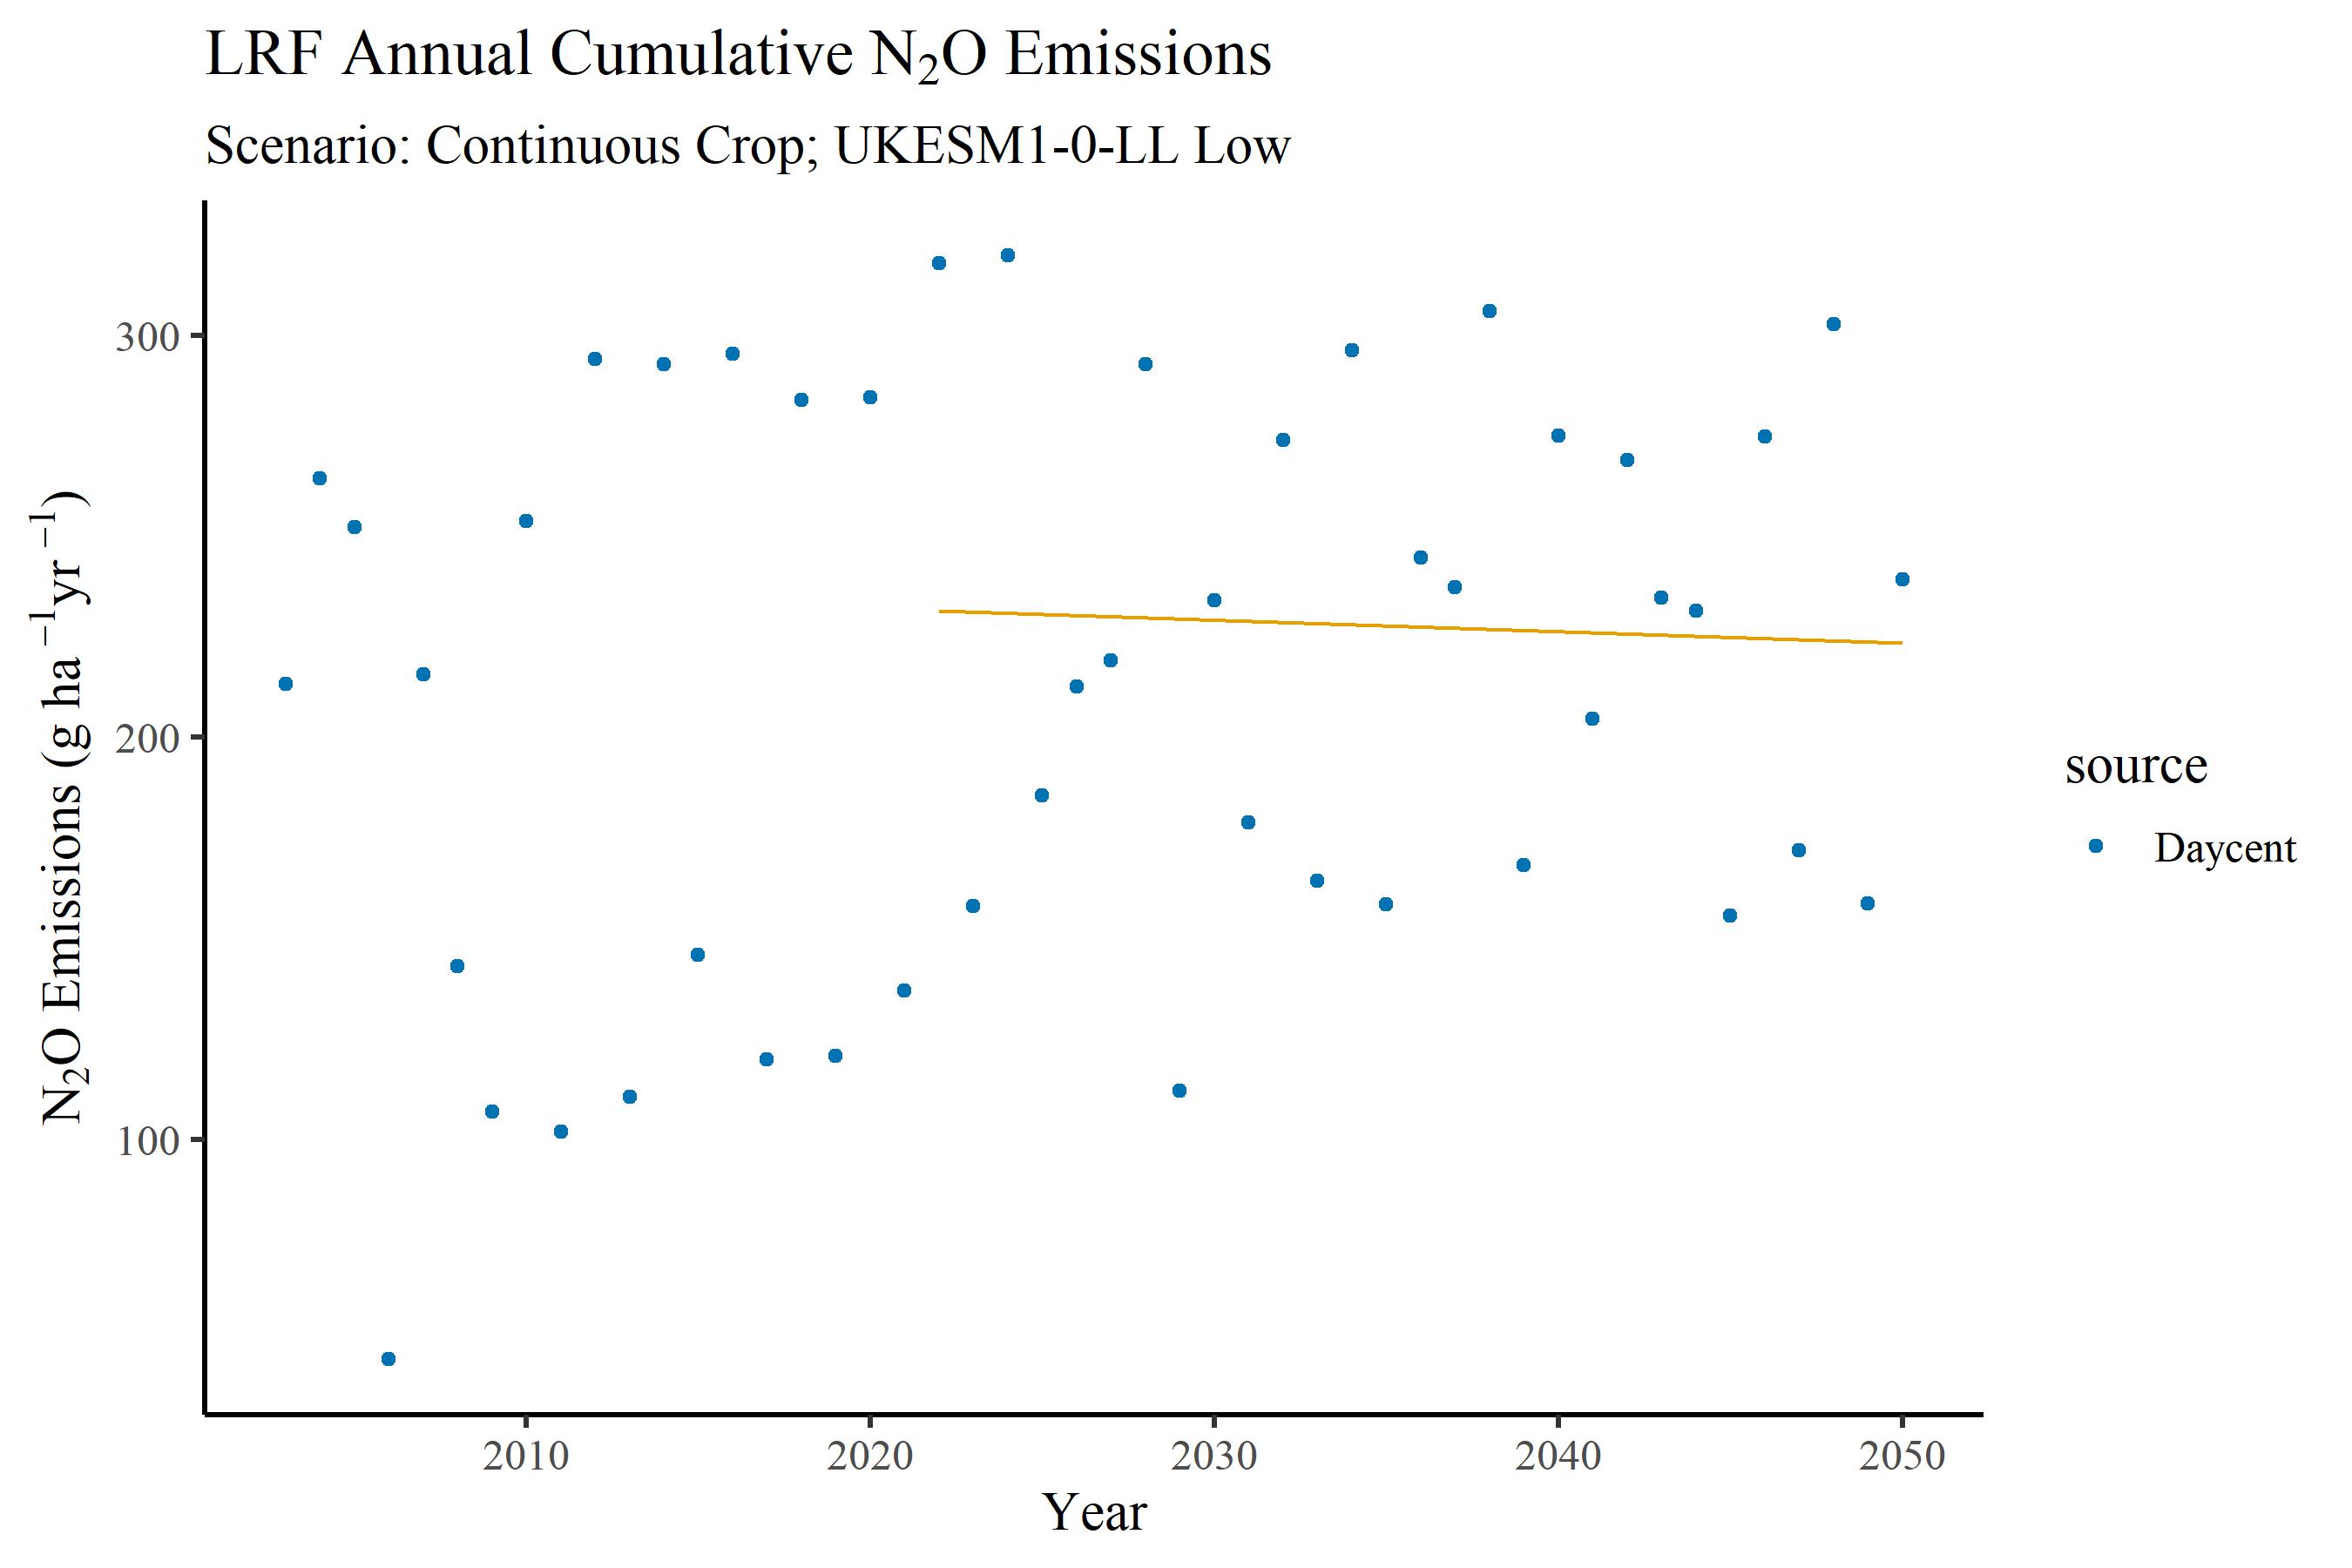 LRF Annual Cumulative N₂O Emissions
Scenario: Continuous Crop; UKESM1-0-LL Low
N₂O Emissions (g ha ⁻¹yr ⁻¹)
300
200
100
2010 2020 2030 2040 2050
Year
source
Daycent